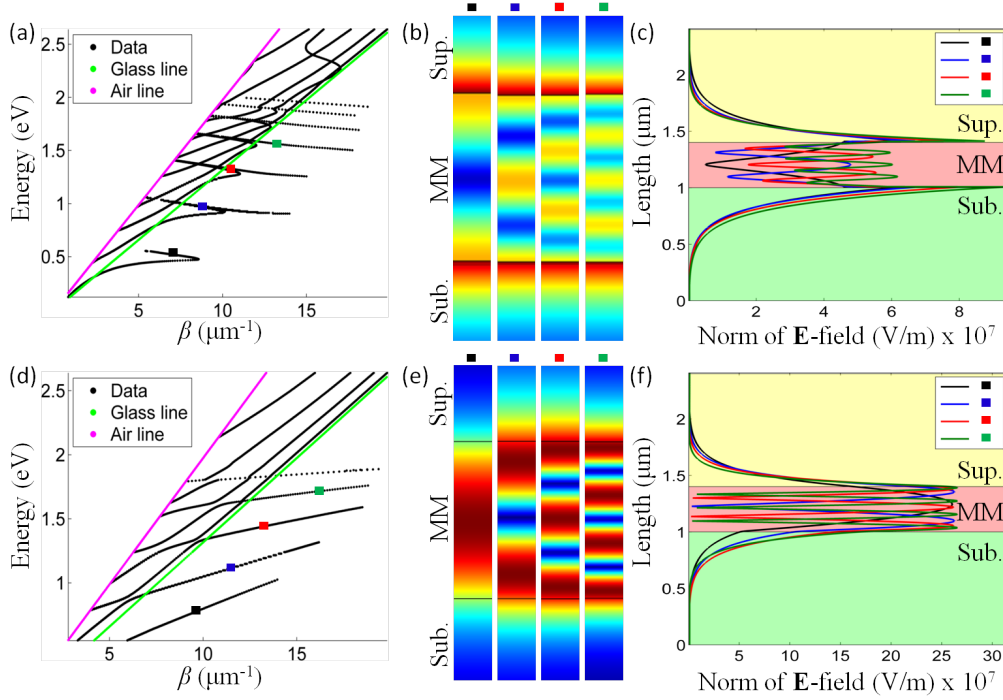 (a)
Data
Glass line
Air line
2.5
2
1.5
1
0.5
Energy (eV)
5
10
15
β (μm⁻¹)
(b)
Sup.
MM
Sub.
(c)
2
1.5
1
0.5
0
Length (μm)
Sup.
MM
Sub.
2
4
6
8
Norm of E-field (V/m) x 10⁷
(d)
Data
Glass line
Air line
2.5
2
1.5
1
Energy (eV)
5
10
15
β (μm⁻¹)
(e)
Sup.
MM
Sub.
(f)
2
1.5
1
0.5
0
Length (μm)
Sup.
MM
Sub.
5
10
15
20
25
30
Norm of E-field (V/m) x 10⁷